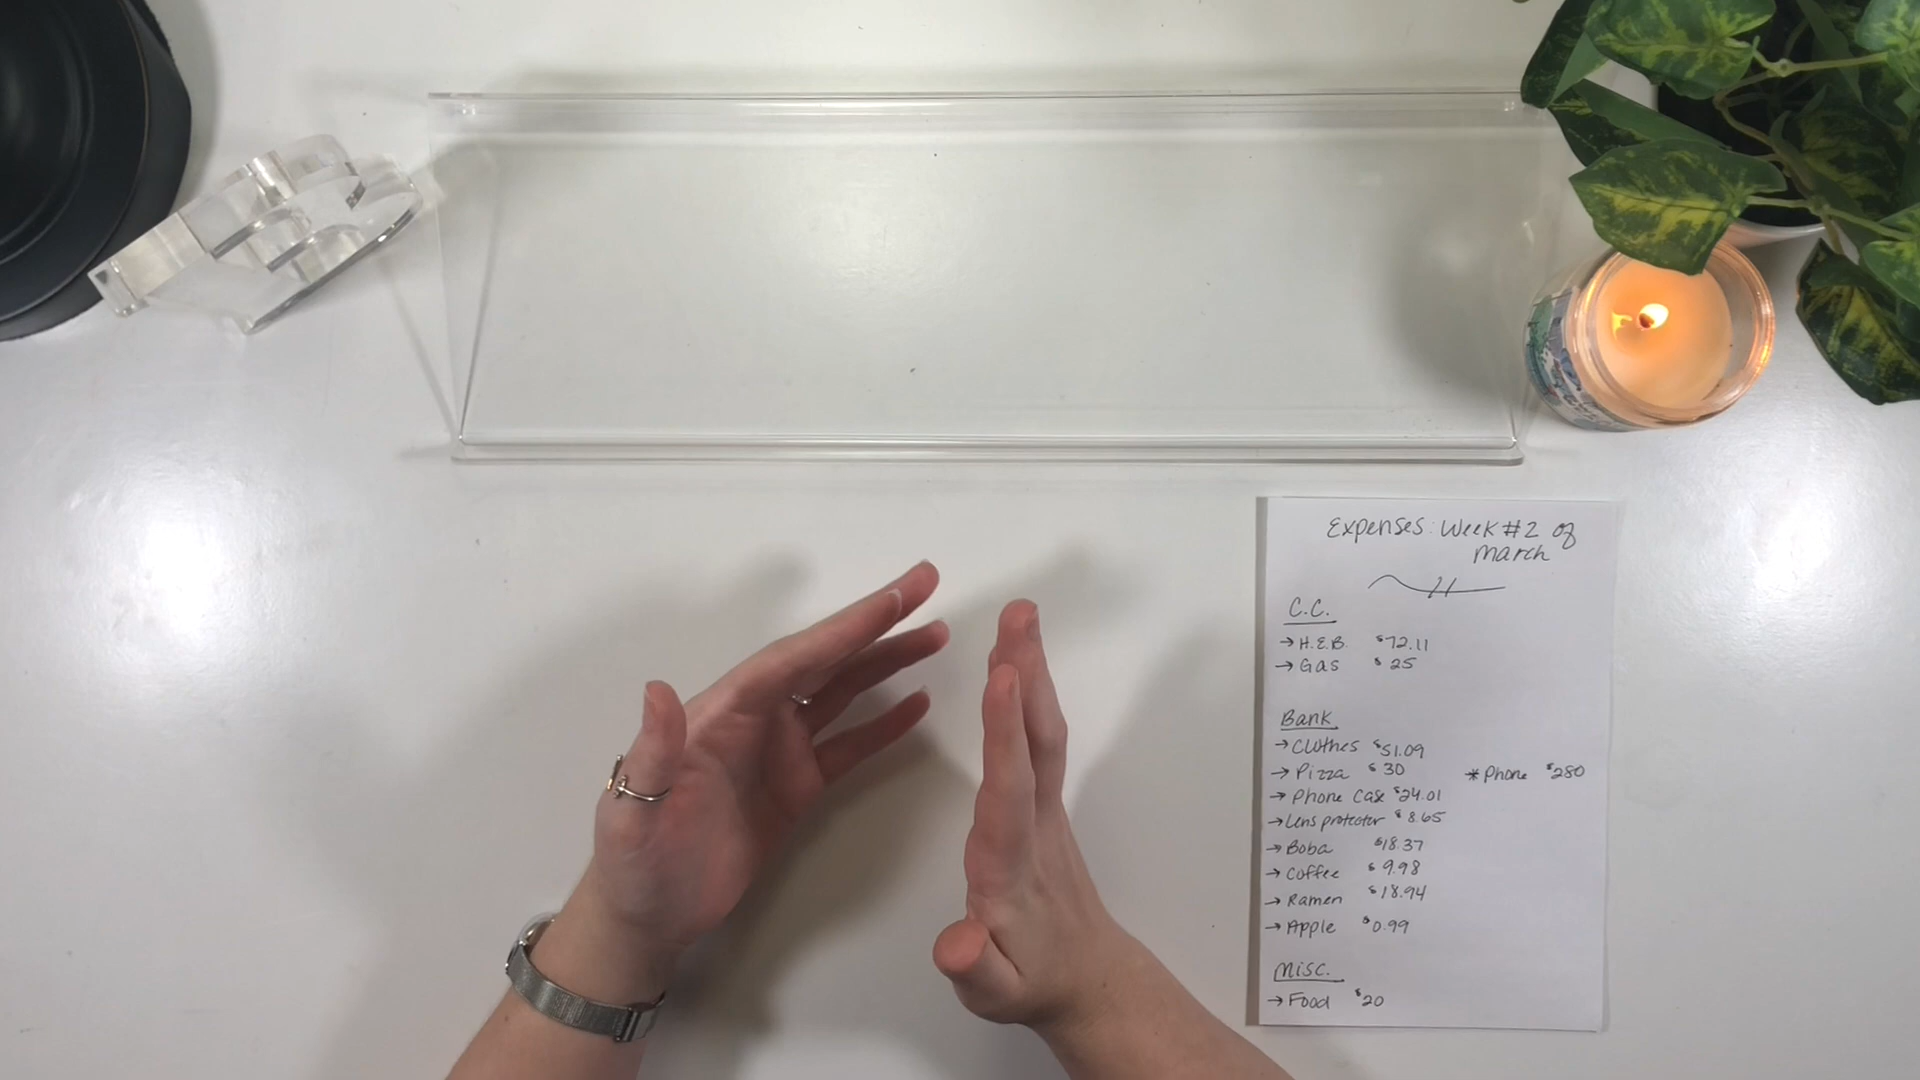 Expenses: Week #2 of
March
C.C.
→ H.E.B. $72.11
→ Gas $25
Bank
→ Clothes $51.09
→ Pizza $30 * Phone $280
→ Phone Case $24.01
→ Lens protector $8.65
→ Boba $18.37
→ Coffee $9.98
→ Ramen $18.94
→ Apple $0.99
Misc.
→ Food $20